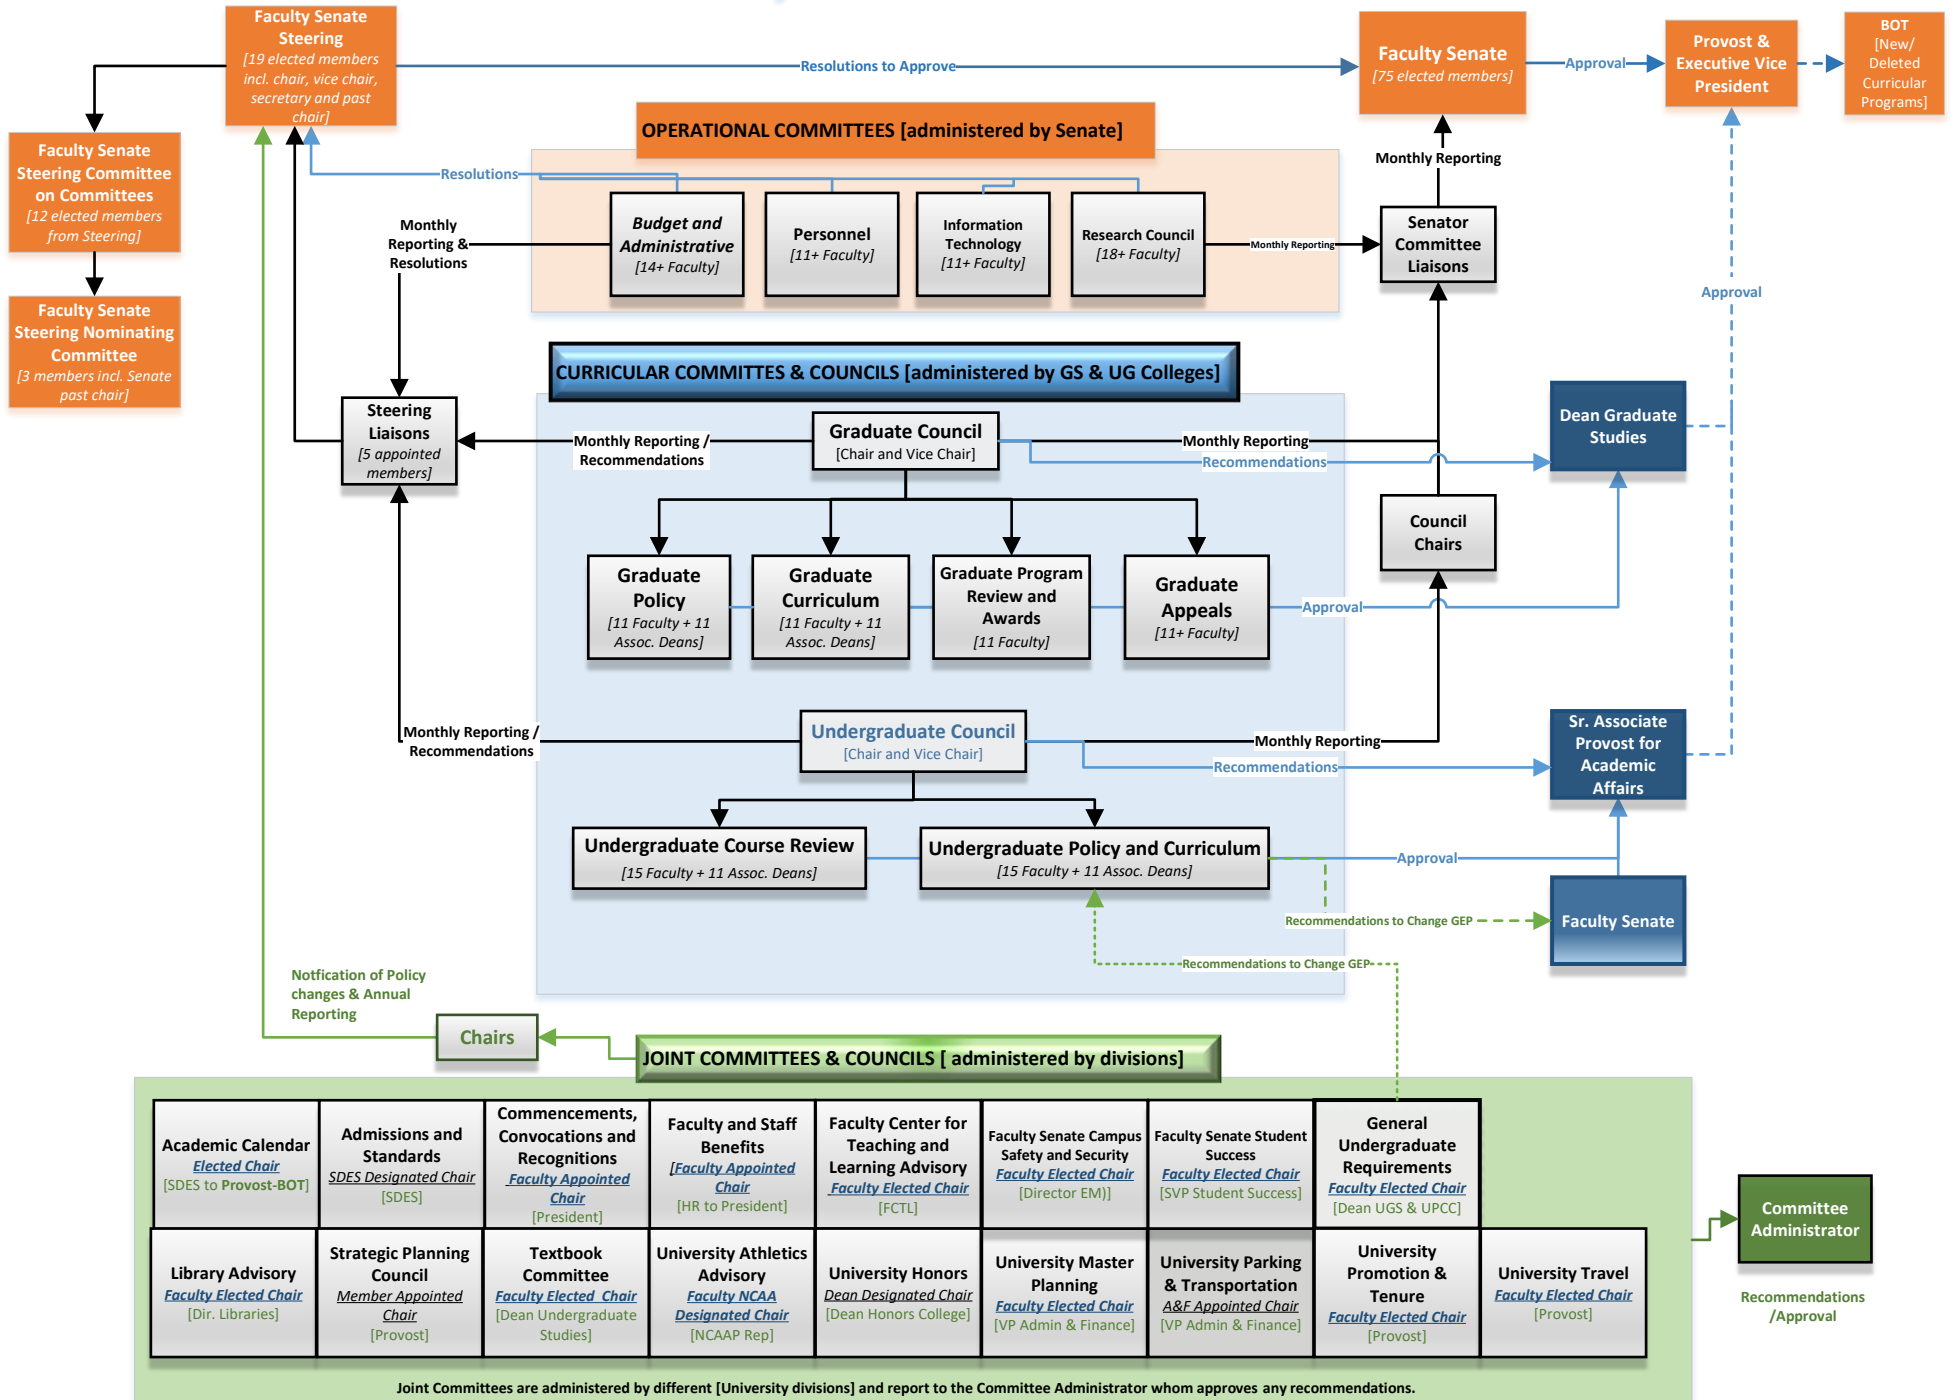 Faculty Senate
Steering
[19 elected members
incl. chair, vice chair,
secretary and past
chair]
Resolutions to Approve
Faculty Senate
[75 elected members]
Approval
Provost &
Executive Vice
President
BOT
[New/
Deleted
Curricular
Programs]
Faculty Senate
Steering Committee
on Committees
[12 elected members
from Steering]
Faculty Senate
Steering Nominating
Committee
[3 members incl. Senate
past chair]
OPERATIONAL COMMITTEES [administered by Senate]
Resolutions
Monthly
Reporting &
Resolutions
Budget and
Administrative
[14+ Faculty]
Personnel
[11+ Faculty]
Information
Technology
[11+ Faculty]
Research Council
[18+ Faculty]
Monthly Reporting
Monthly Reporting
Senator
Committee
Liaisons
Approval
CURRICULAR COMMITTES & COUNCILS [administered by GS & UG Colleges]
Steering
Liaisons
[5 appointed
members]
Monthly Reporting /
Recommendations
Graduate Council
[Chair and Vice Chair]
Monthly Reporting
Recommendations
Dean Graduate
Studies
Council
Chairs
Graduate
Policy
[11 Faculty + 11
Assoc. Deans]
Graduate
Curriculum
[11 Faculty + 11
Assoc. Deans]
Graduate Program
Review and
Awards
[11 Faculty]
Graduate
Appeals
[11+ Faculty]
Approval
Monthly Reporting /
Recommendations
Undergraduate Council
[Chair and Vice Chair]
Monthly Reporting
Recommendations
Sr. Associate
Provost for
Academic
Affairs
Undergraduate Course Review
[15 Faculty + 11 Assoc. Deans]
Undergraduate Policy and Curriculum
[15 Faculty + 11 Assoc. Deans]
Approval
Recommendations to Change GEP
Faculty Senate
Recommendations to Change GEP
Notfication of Policy
changes & Annual
Reporting
Chairs
JOINT COMMITTEES & COUNCILS [ administered by divisions]
Academic Calendar
Elected Chair
[SDES to Provost-BOT]
Admissions and
Standards
SDES Designated Chair
[SDES]
Commencements,
Convocations and
Recognitions
Faculty Appointed
Chair
[President]
Faculty and Staff
Benefits
[Faculty Appointed
Chair
[HR to President]
Faculty Center for
Teaching and
Learning Advisory
Faculty Elected Chair
[FCTL]
Faculty Senate Campus
Safety and Security
Faculty Elected Chair
[Director EM)]
Faculty Senate Student
Success
Faculty Elected Chair
[SVP Student Success]
General
Undergraduate
Requirements
Faculty Elected Chair
[Dean UGS & UPCC]
Library Advisory
Faculty Elected Chair
[Dir. Libraries]
Strategic Planning
Council
Member Appointed
Chair
[Provost]
Textbook
Committee
Faculty Elected  Chair
[Dean Undergraduate
Studies]
University Athletics
Advisory
Faculty NCAA
Designated Chair
[NCAAP Rep]
University Honors
Dean Designated Chair
[Dean Honors College]
University Master
Planning
Faculty Elected Chair
[VP Admin & Finance]
University Parking
& Transportation
A&F Appointed Chair
[VP Admin & Finance]
University
Promotion &
Tenure
Faculty Elected Chair
[Provost]
University Travel
Faculty Elected Chair
[Provost]
Committee
Administrator
Recommendations
/Approval
Joint Committees are administered by different [University divisions] and report to the Committee Administrator whom approves any recommendations.